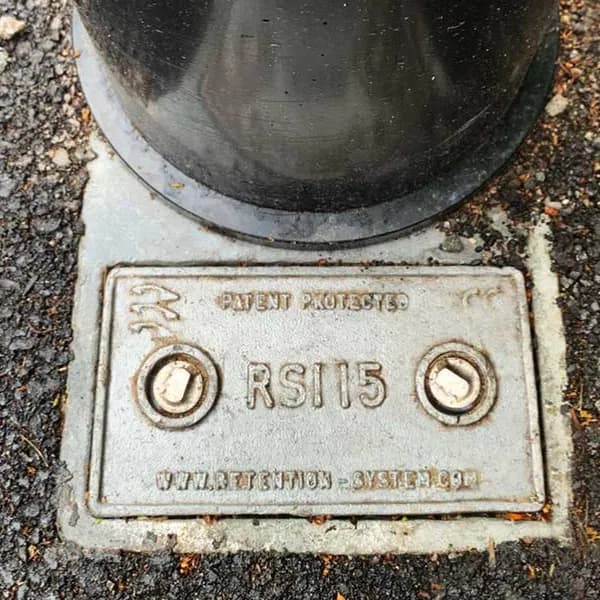 PATENT PROTECTED
RS115
WWW.RETENTION-SYSTEM.COM